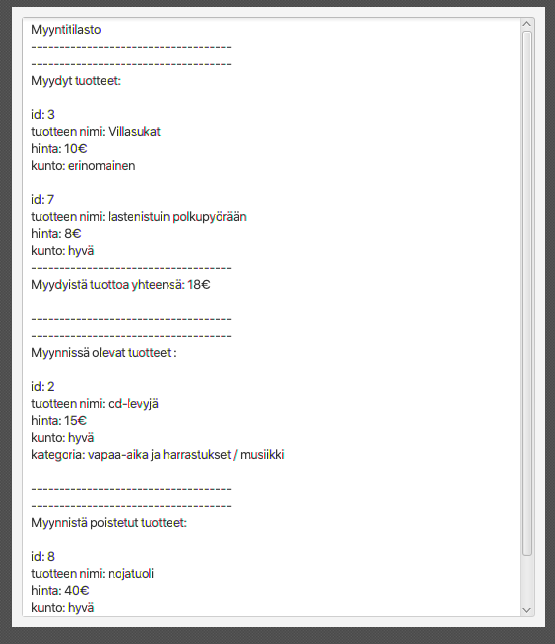 Myyntitilasto
------------------------------------
------------------------------------
Myydyt tuotteet:

id: 3
tuotteen nimi: Villasukat
hinta: 10€
kunto: erinomainen

id: 7
tuotteen nimi: lastenistuin polkupyörään
hinta: 8€
kunto: hyvä
------------------------------------
Myydyistä tuottoa yhteensä: 18€

------------------------------------
------------------------------------
Myynnissä olevat tuotteet :

id: 2
tuotteen nimi: cd-levyjä
hinta: 15€
kunto: hyvä
kategoria: vapaa-aika ja harrastukset / musiikki

------------------------------------
------------------------------------
Myynnistä poistetut tuotteet:

id: 8
tuotteen nimi: nojatuoli
hinta: 40€
kunto: hyvä